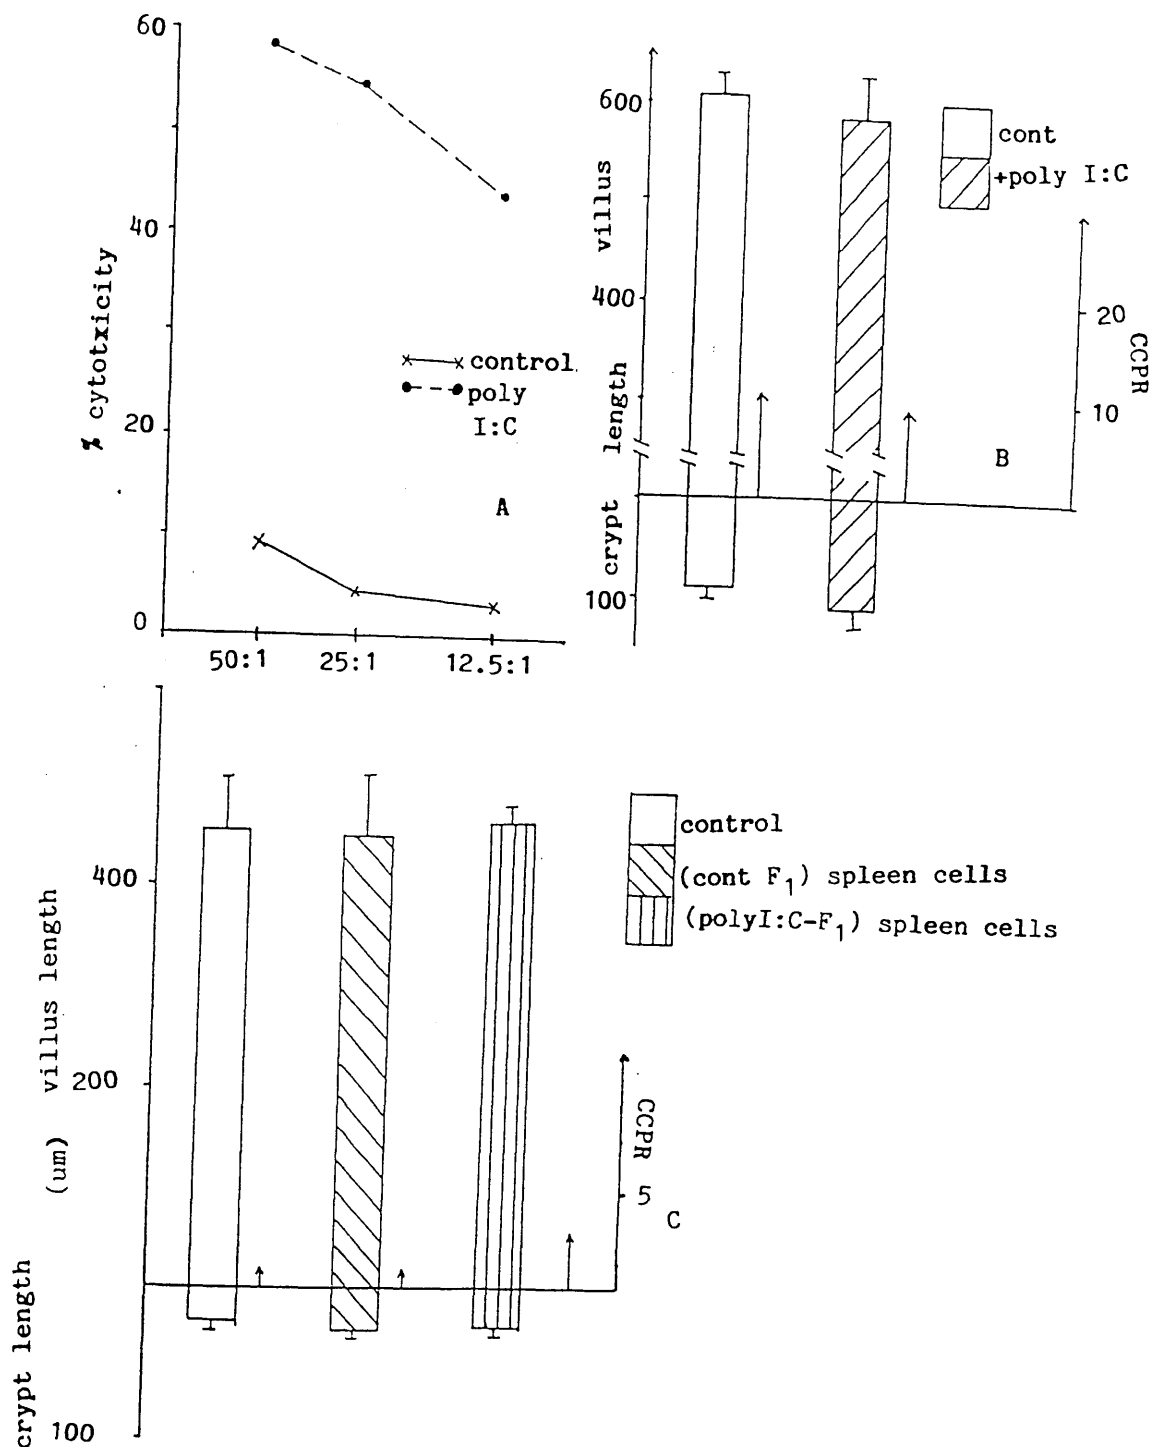 60
40
20
0
% cytotxicity
control
poly
I:C
A
50:1
25:1
12.5:1
600
400
100
crypt length villus
cont
+poly I:C
20
10
CCPR
B
400
200
100
crypt length (um) villus length
control
(cont F1) spleen cells
(polyI:C-F1) spleen cells
CCPR
5
C